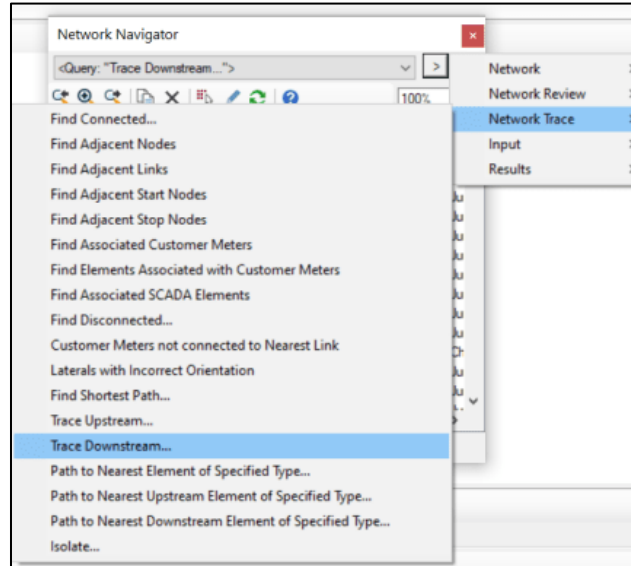 Network Navigator
<Query: "Trace Downstream...">
>
100%
Network
Network Review
Network Trace
Input
Results
Find Connected...
Find Adjacent Nodes
Find Adjacent Links
Find Adjacent Start Nodes
Find Adjacent Stop Nodes
Find Associated Customer Meters
Find Elements Associated with Customer Meters
Find Associated SCADA Elements
Find Disconnected...
Customer Meters not connected to Nearest Link
Laterals with Incorrect Orientation
Find Shortest Path...
Trace Upstream...
Trace Downstream...
Path to Nearest Element of Specified Type...
Path to Nearest Upstream Element of Specified Type...
Path to Nearest Downstream Element of Specified Type...
Isolate...